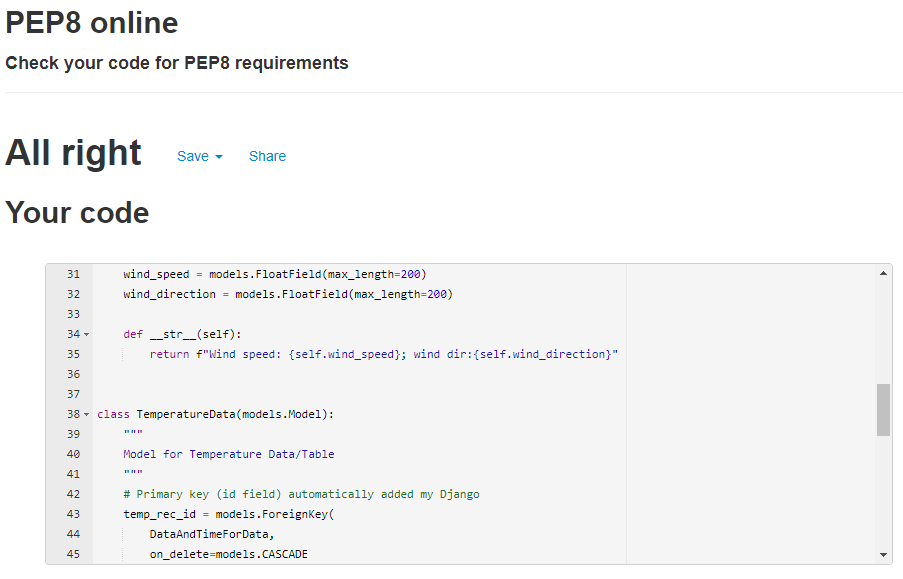 PEP8 online
Check your code for PEP8 requirements
All right Save Share
Your code
31 wind_speed = models.FloatField(max_length=200)
32 wind_direction = models.FloatField(max_length=200)
33
34 def __str__(self):
35 return f"Wind speed: {self.wind_speed}; wind dir:{self.wind_direction}"
36
37
38 class TemperatureData(models.Model):
39 """
40 Model for Temperature Data/Table
41 """
42 # Primary key (id field) automatically added my Django
43 temp_rec_id = models.ForeignKey(
44 DataAndTimeForData,
45 on_delete=models.CASCADE